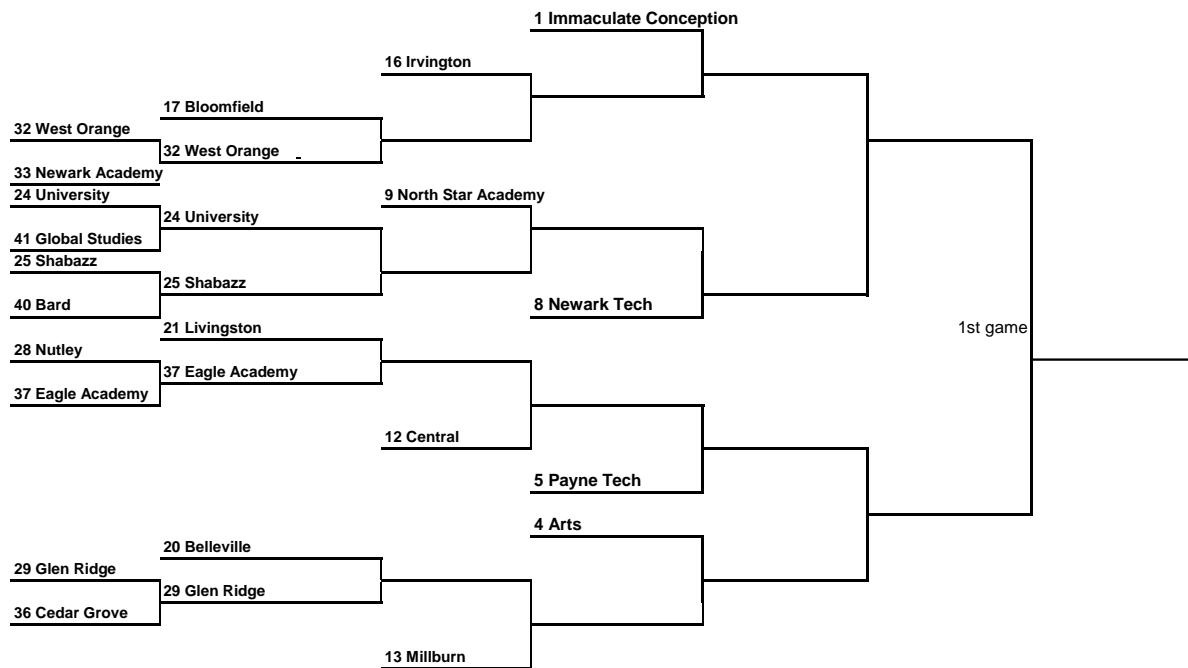 1 Immaculate Conception
16 Irvington
17 Bloomfield
32 West Orange
32 West Orange
33 Newark Academy
24 University
9 North Star Academy
24 University
41 Global Studies
25 Shabazz
25 Shabazz
40 Bard
8 Newark Tech
21 Livingston
1st game
28 Nutley
37 Eagle Academy
37 Eagle Academy
12 Central
5 Payne Tech
4 Arts
20 Belleville
29 Glen Ridge
29 Glen Ridge
36 Cedar Grove
13 Millburn